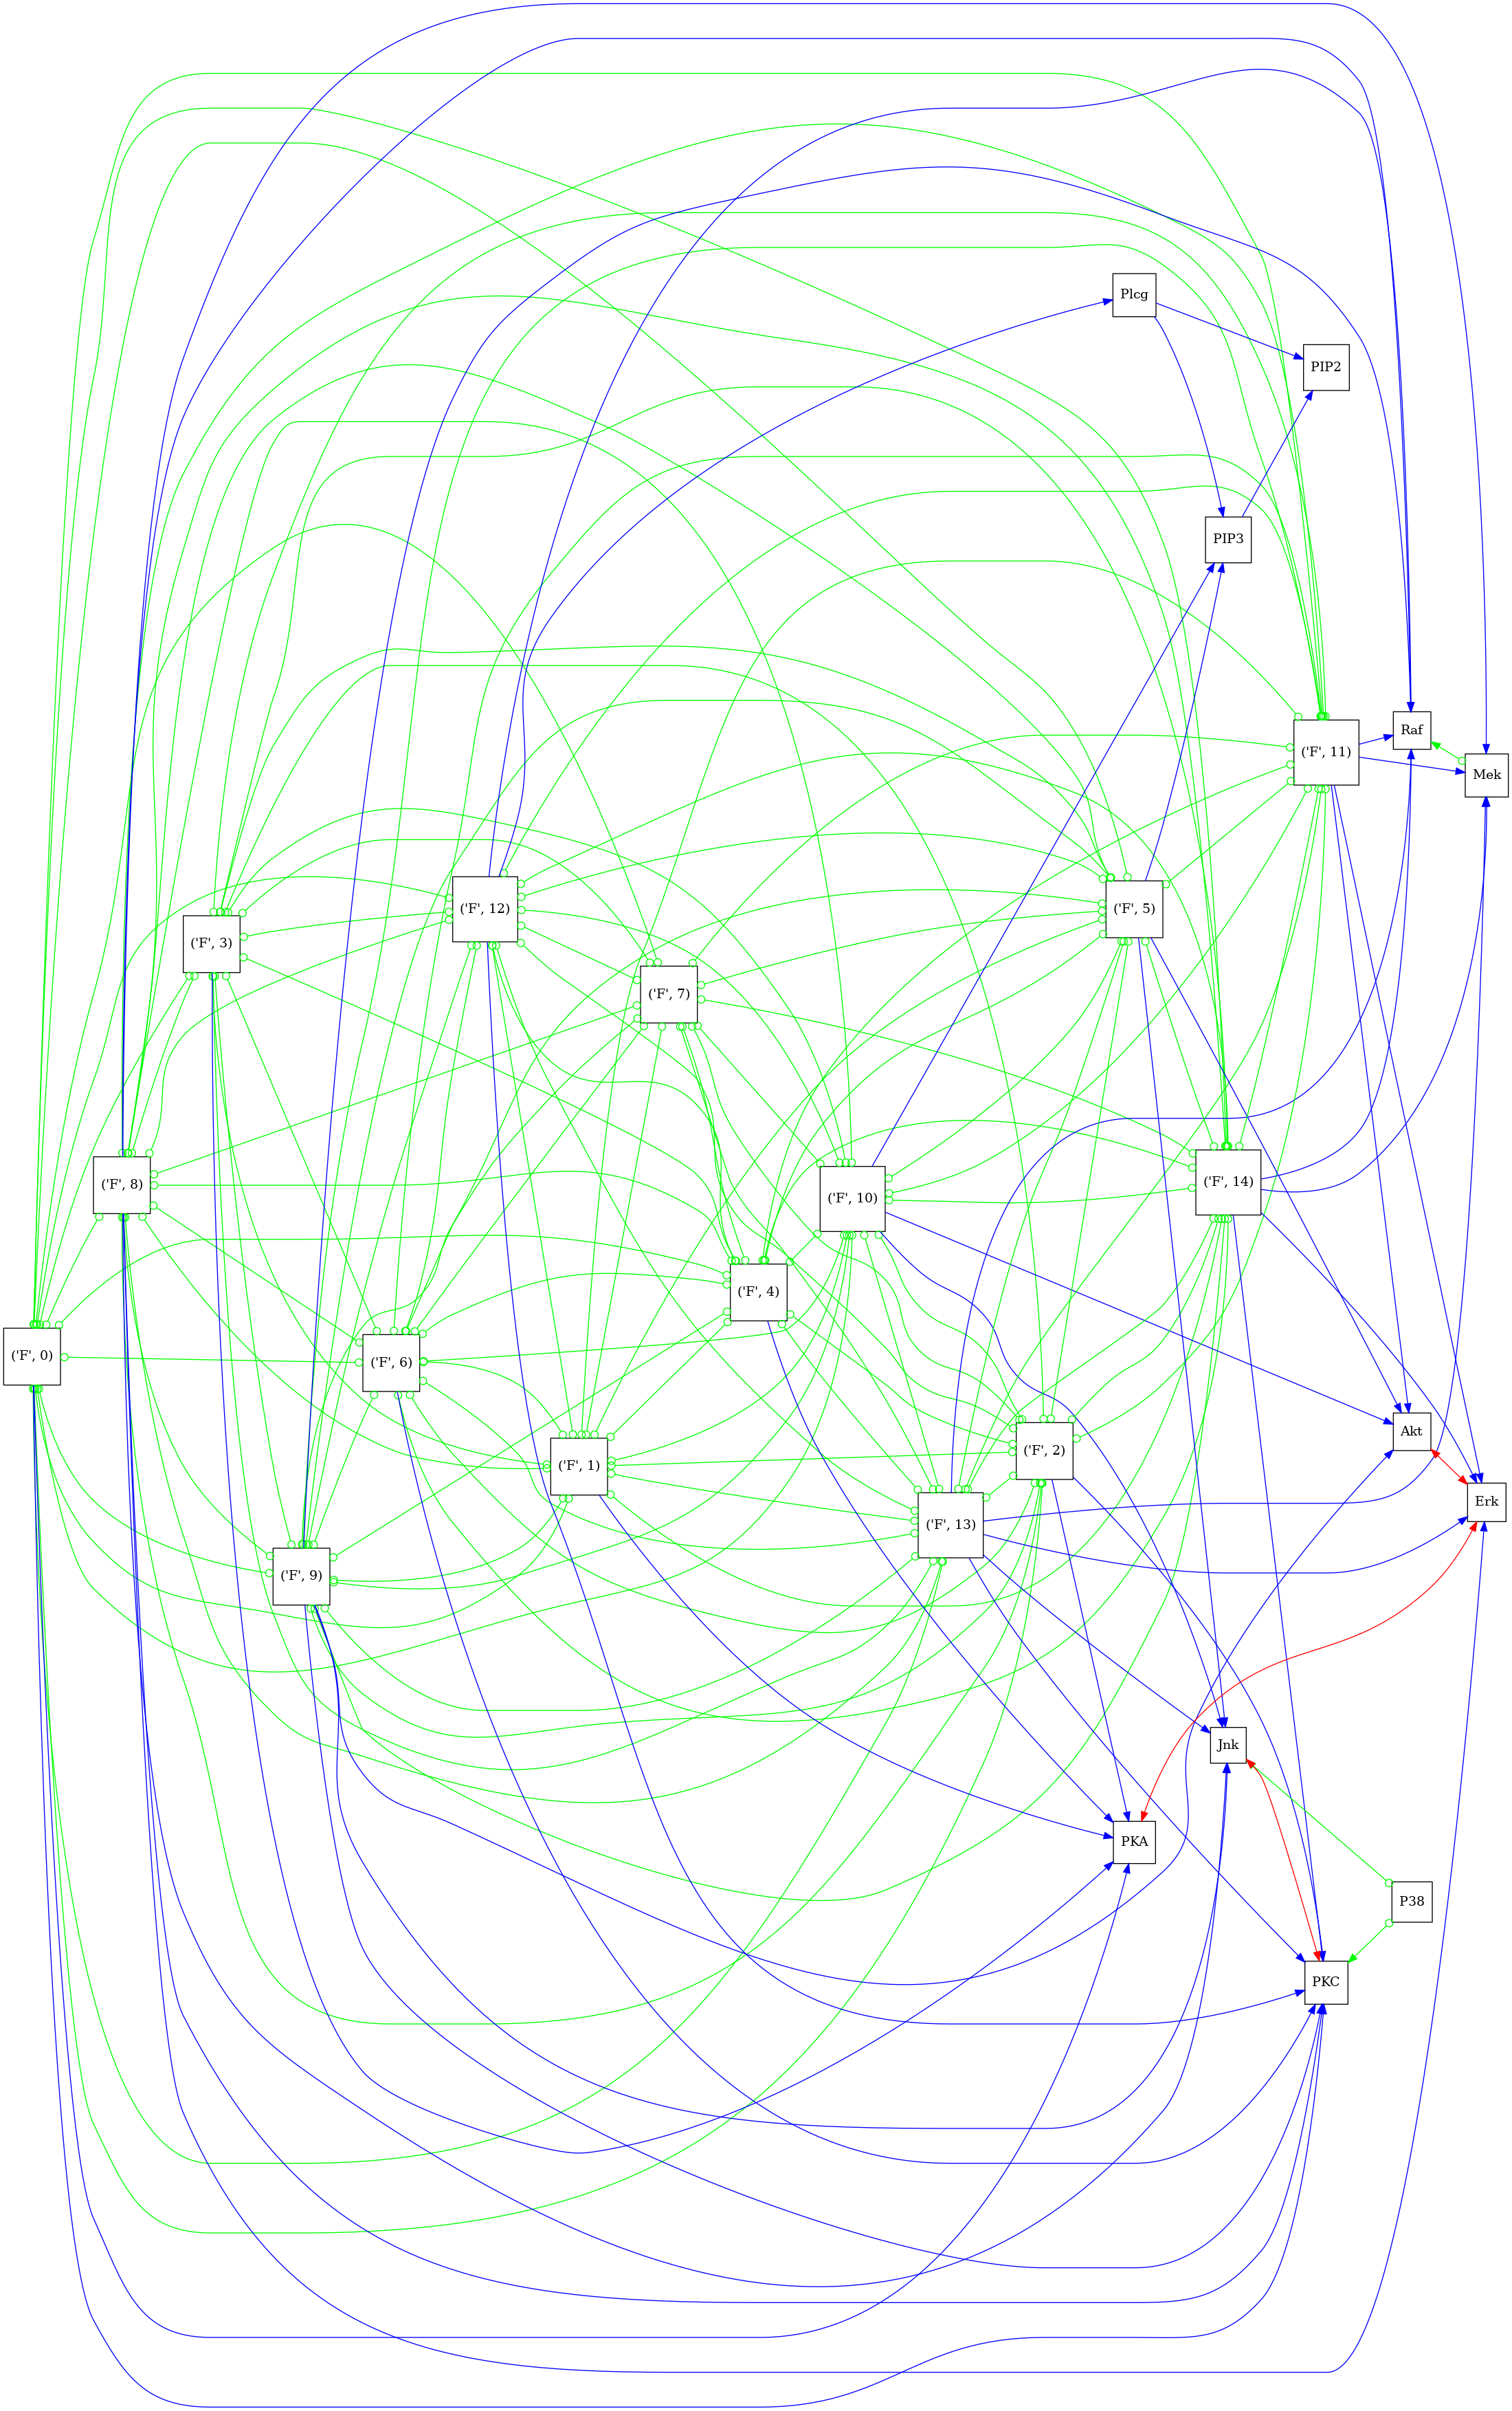 Plcg
PIP2
PIP3
Raf
('F', 11)
Mek
('F', 12)
('F', 5)
('F', 3)
('F', 7)
('F', 14)
('F', 8)
('F', 10)
('F', 4)
('F', 0)
('F', 6)
Akt
('F', 2)
('F', 1)
Erk
('F', 13)
('F', 9)
Jnk
PKA
P38
PKC